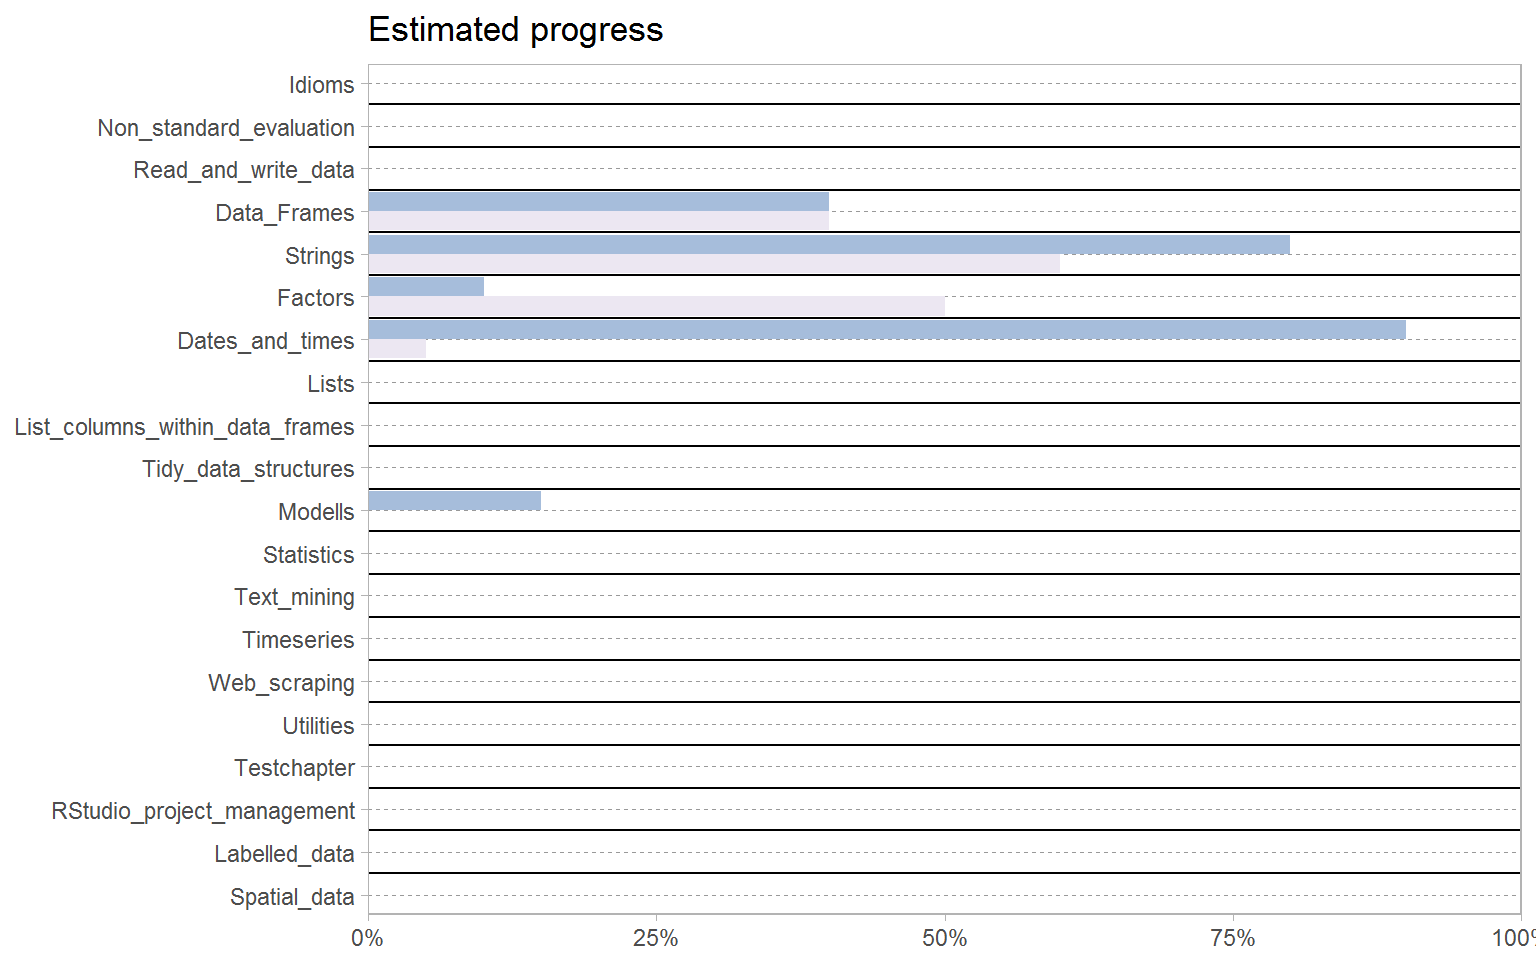 Estimated progress
Idioms
Non_standard_evaluation
Read_and_write_data
Data_Frames
Strings
Factors
Dates_and_times
Lists
List_columns_within_data_frames
Tidy_data_structures
Modells
Statistics
Text_mining
Timeseries
Web_scraping
Utilities
Testchapter
RStudio_project_management
Labelled_data
Spatial_data
0% 25% 50% 75% 100%